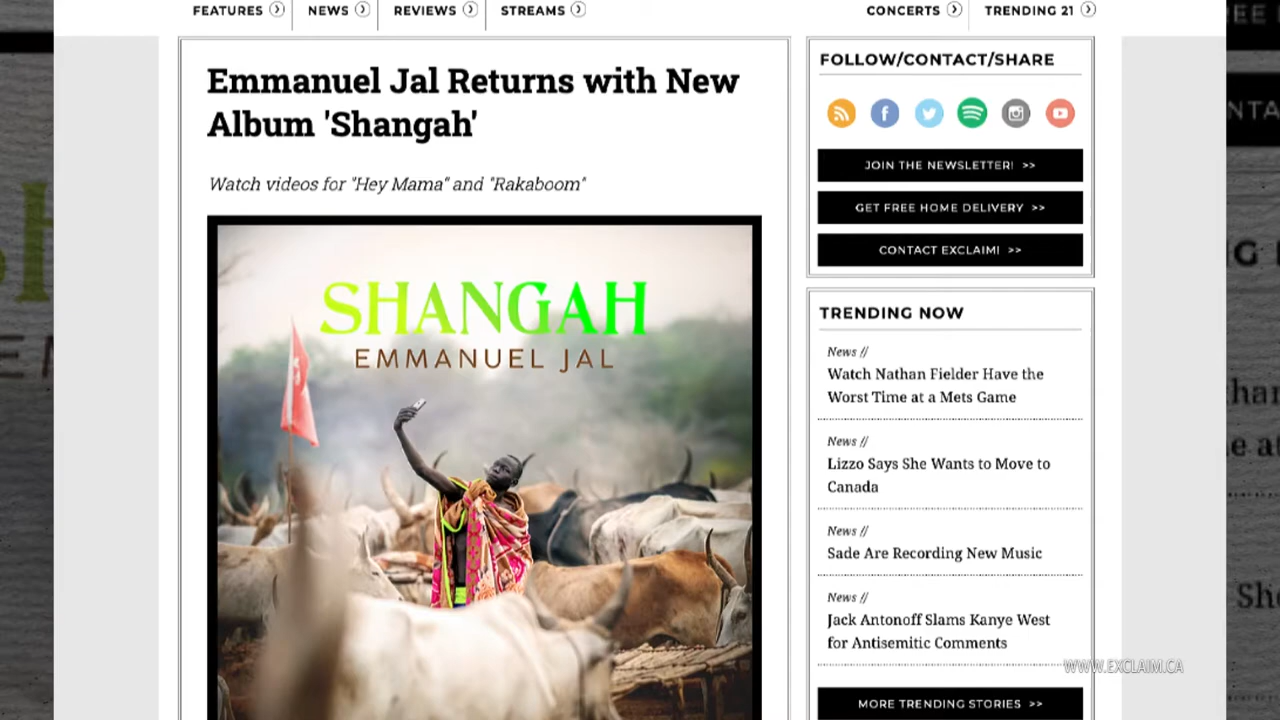 FEATURES
NEWS
REVIEWS
STREAMS
CONCERTS
TRENDING 21
Emmanuel Jal Returns with New
Album 'Shangah'
Watch videos for "Hey Mama" and "Rakaboom"
SHANGAH
EMMANUEL JAL
FOLLOW/CONTACT/SHARE
JOIN THE NEWSLETTER! >>
GET FREE HOME DELIVERY >>
CONTACT EXCLAIM! >>
TRENDING NOW
News //
Watch Nathan Fielder Have the
Worst Time at a Mets Game
News //
Lizzo Says She Wants to Move to
Canada
News //
Sade Are Recording New Music
News //
Jack Antonoff Slams Kanye West
for Antisemitic Comments
MORE TRENDING STORIES >>
WWW.EXCLAIM.CA